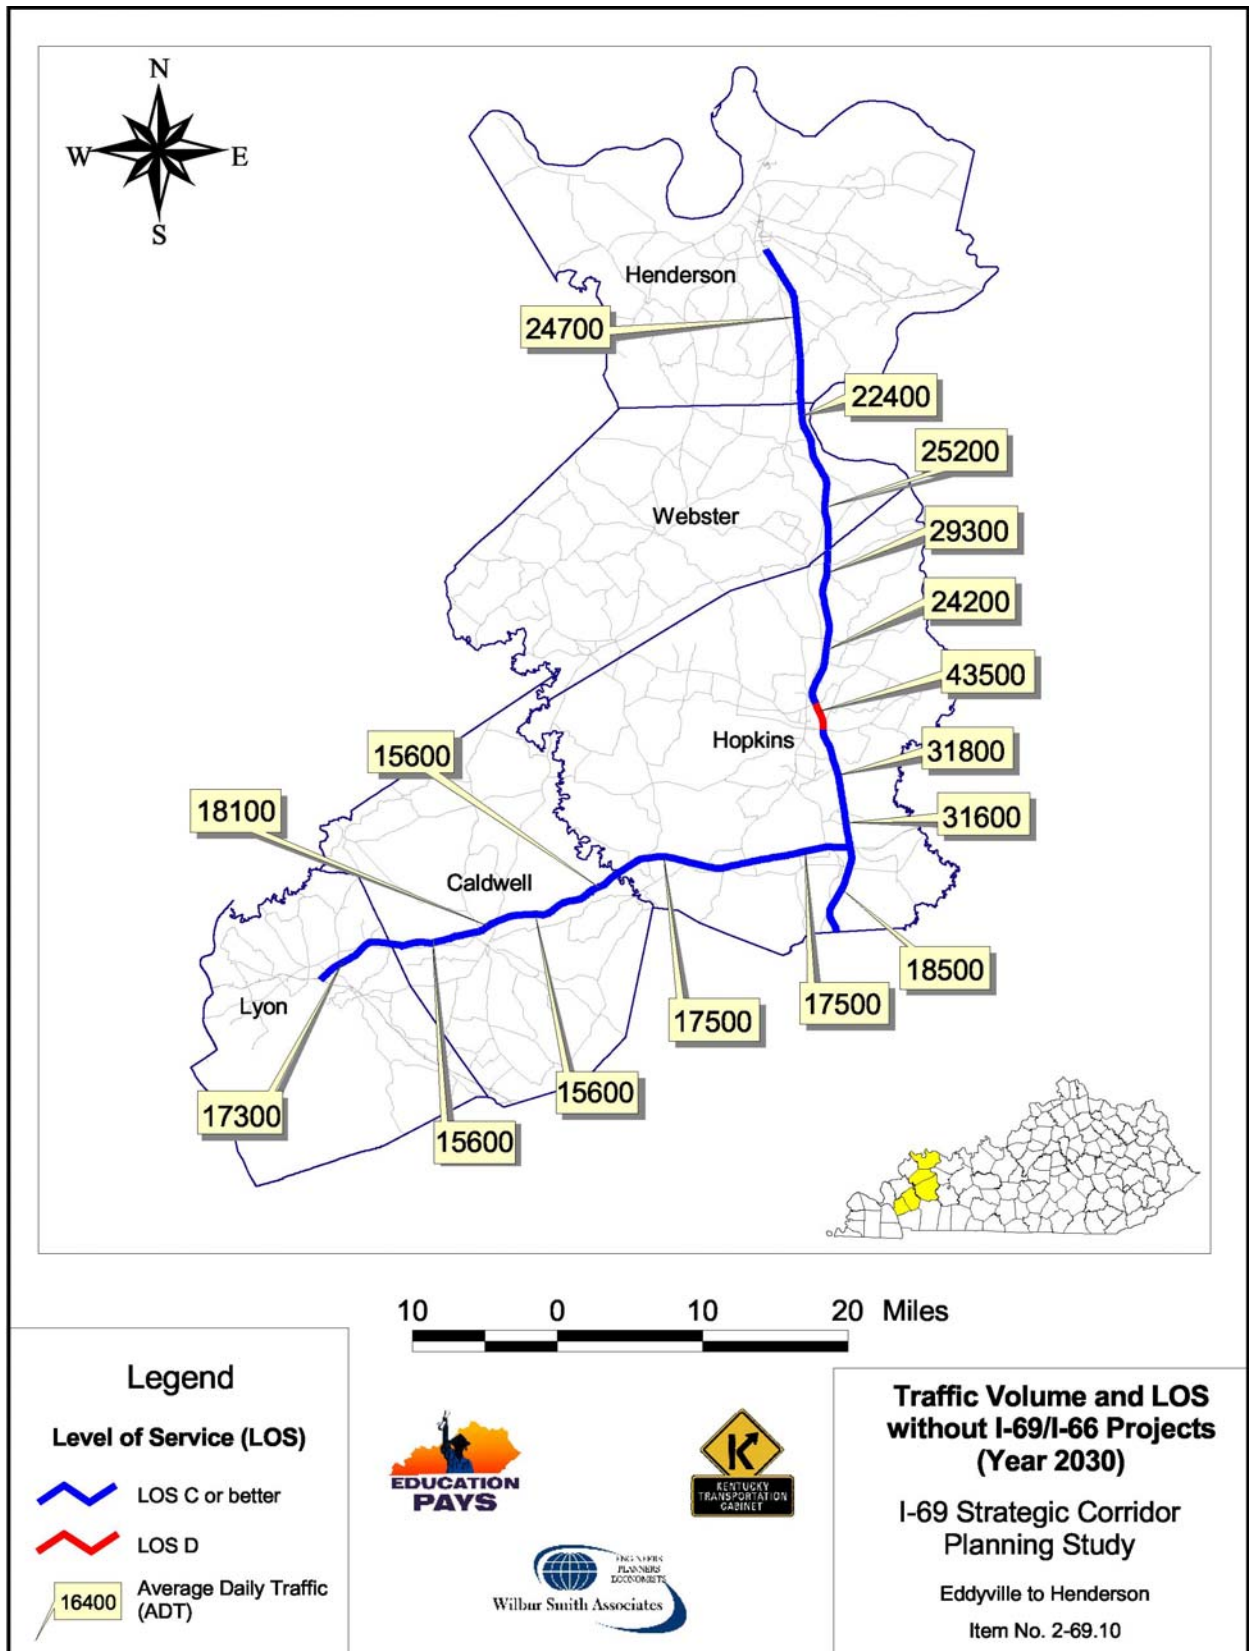 N
W E
S
Henderson
24700
22400
25200
Webster
29300
24200
43500
Hopkins
15600
31800
18100
31600
Caldwell
18500
Lyon
17500
17500
15600
17300
15600
10 0 10 20 Miles
Legend
Level of Service (LOS)
LOS C or better
LOS D
16400
Average Daily Traffic
(ADT)
EDUCATION
PAYS
KENTUCKY
TRANSPORTATION
CABINET
ENGINEERS
PLANNERS
ECONOMISTS
Wilbur Smith Associates
Traffic Volume and LOS
without I-69/I-66 Projects
(Year 2030)
I-69 Strategic Corridor
Planning Study
Eddyville to Henderson
Item No. 2-69.10